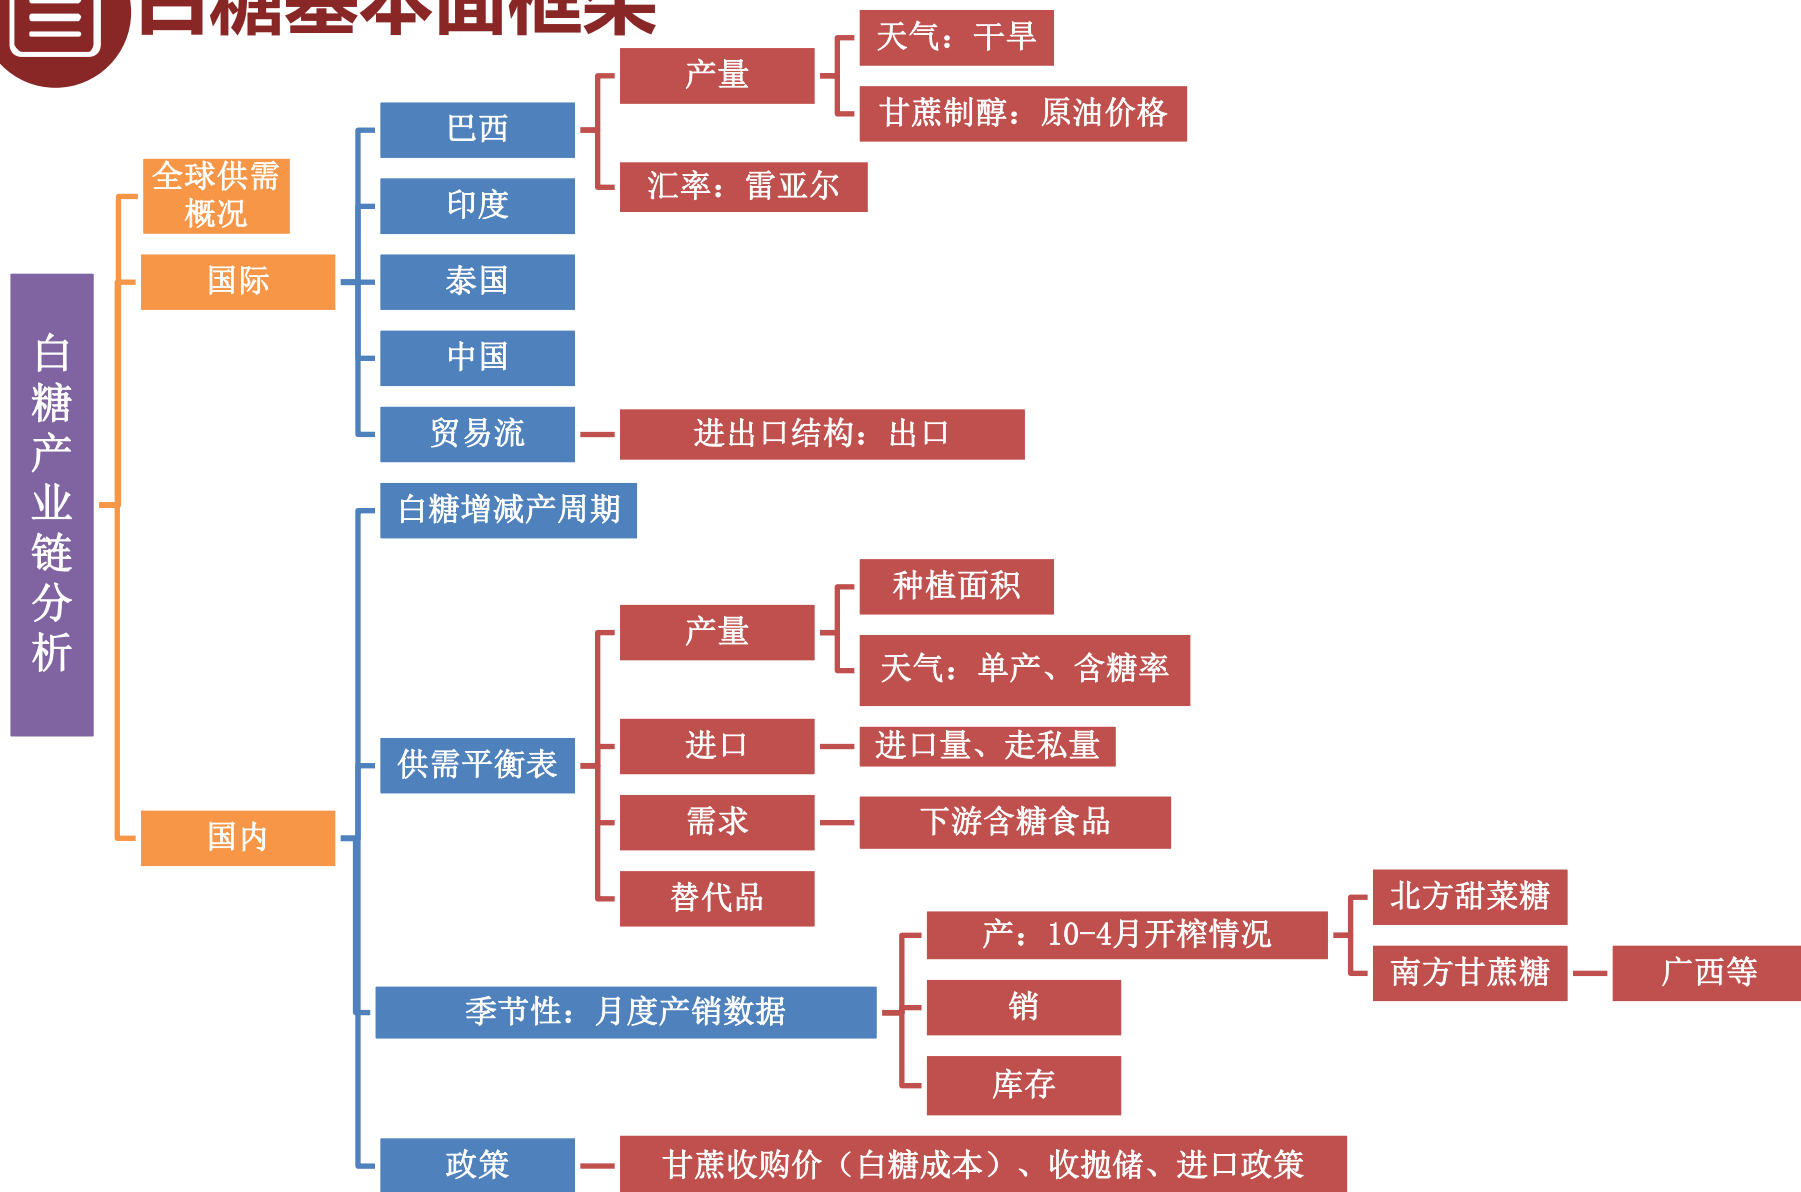 白糖基本面框架
白糖产业链分析
全球供需
概况
国际
巴西
产量
天气：干旱
甘蔗制醇：原油价格
汇率：雷亚尔
印度
泰国
中国
贸易流
进出口结构：出口
国内
白糖增减产周期
供需平衡表
产量
种植面积
天气：单产、含糖率
进口
进口量、走私量
需求
下游含糖食品
替代品
季节性：月度产销数据
产：10-4月开榨情况
北方甜菜糖
南方甘蔗糖
广西等
销
库存
政策
甘蔗收购价（白糖成本）、收抛储、进口政策